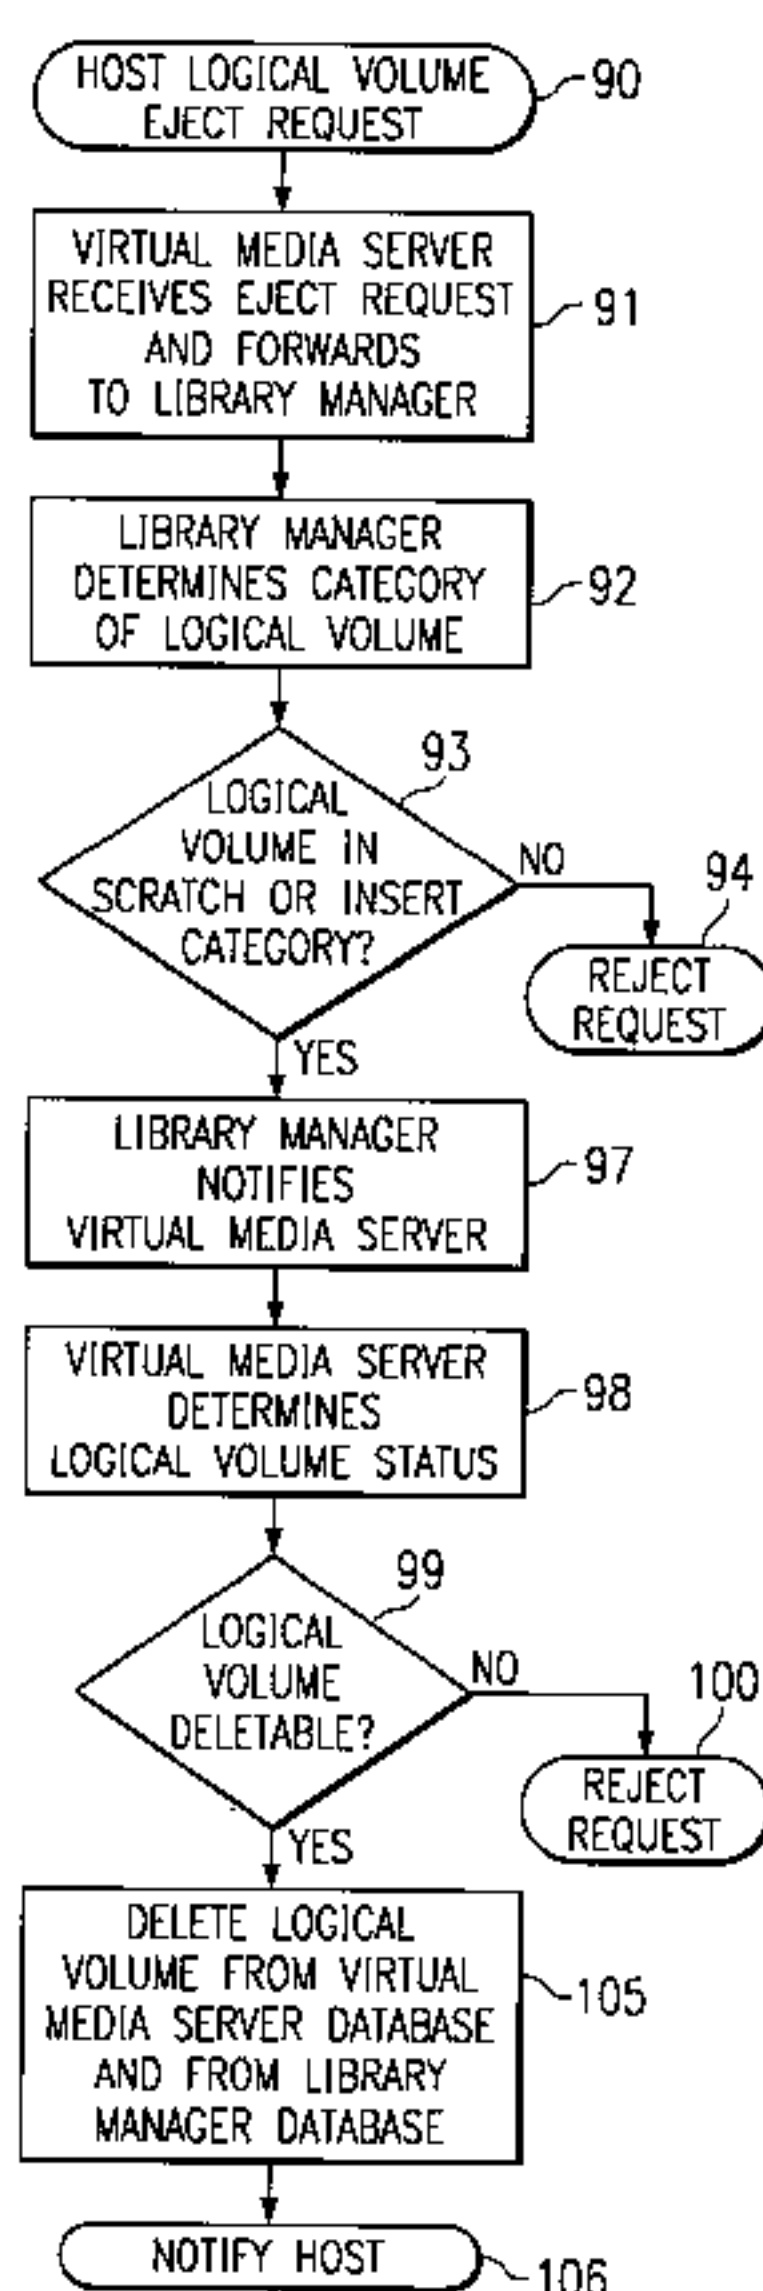 HOST LOGICAL VOLUME
EJECT REQUEST
90
VIRTUAL MEDIA SERVER
RECEIVES EJECT REQUEST
AND FORWARDS
TO LIBRARY MANAGER
91
LIBRARY MANAGER
DETERMINES CATEGORY
OF LOGICAL VOLUME
92
93
LOGICAL
VOLUME IN
SCRATCH OR INSERT
CATEGORY?
NO
94
REJECT
REQUEST
YES
LIBRARY MANAGER
NOTIFIES
VIRTUAL MEDIA SERVER
97
VIRTUAL MEDIA SERVER
DETERMINES
LOGICAL VOLUME STATUS
98
99
LOGICAL
VOLUME
DELETABLE?
NO
100
REJECT
REQUEST
YES
DELETE LOGICAL
VOLUME FROM VIRTUAL
MEDIA SERVER DATABASE
AND FROM LIBRARY
MANAGER DATABASE
105
NOTIFY HOST
106